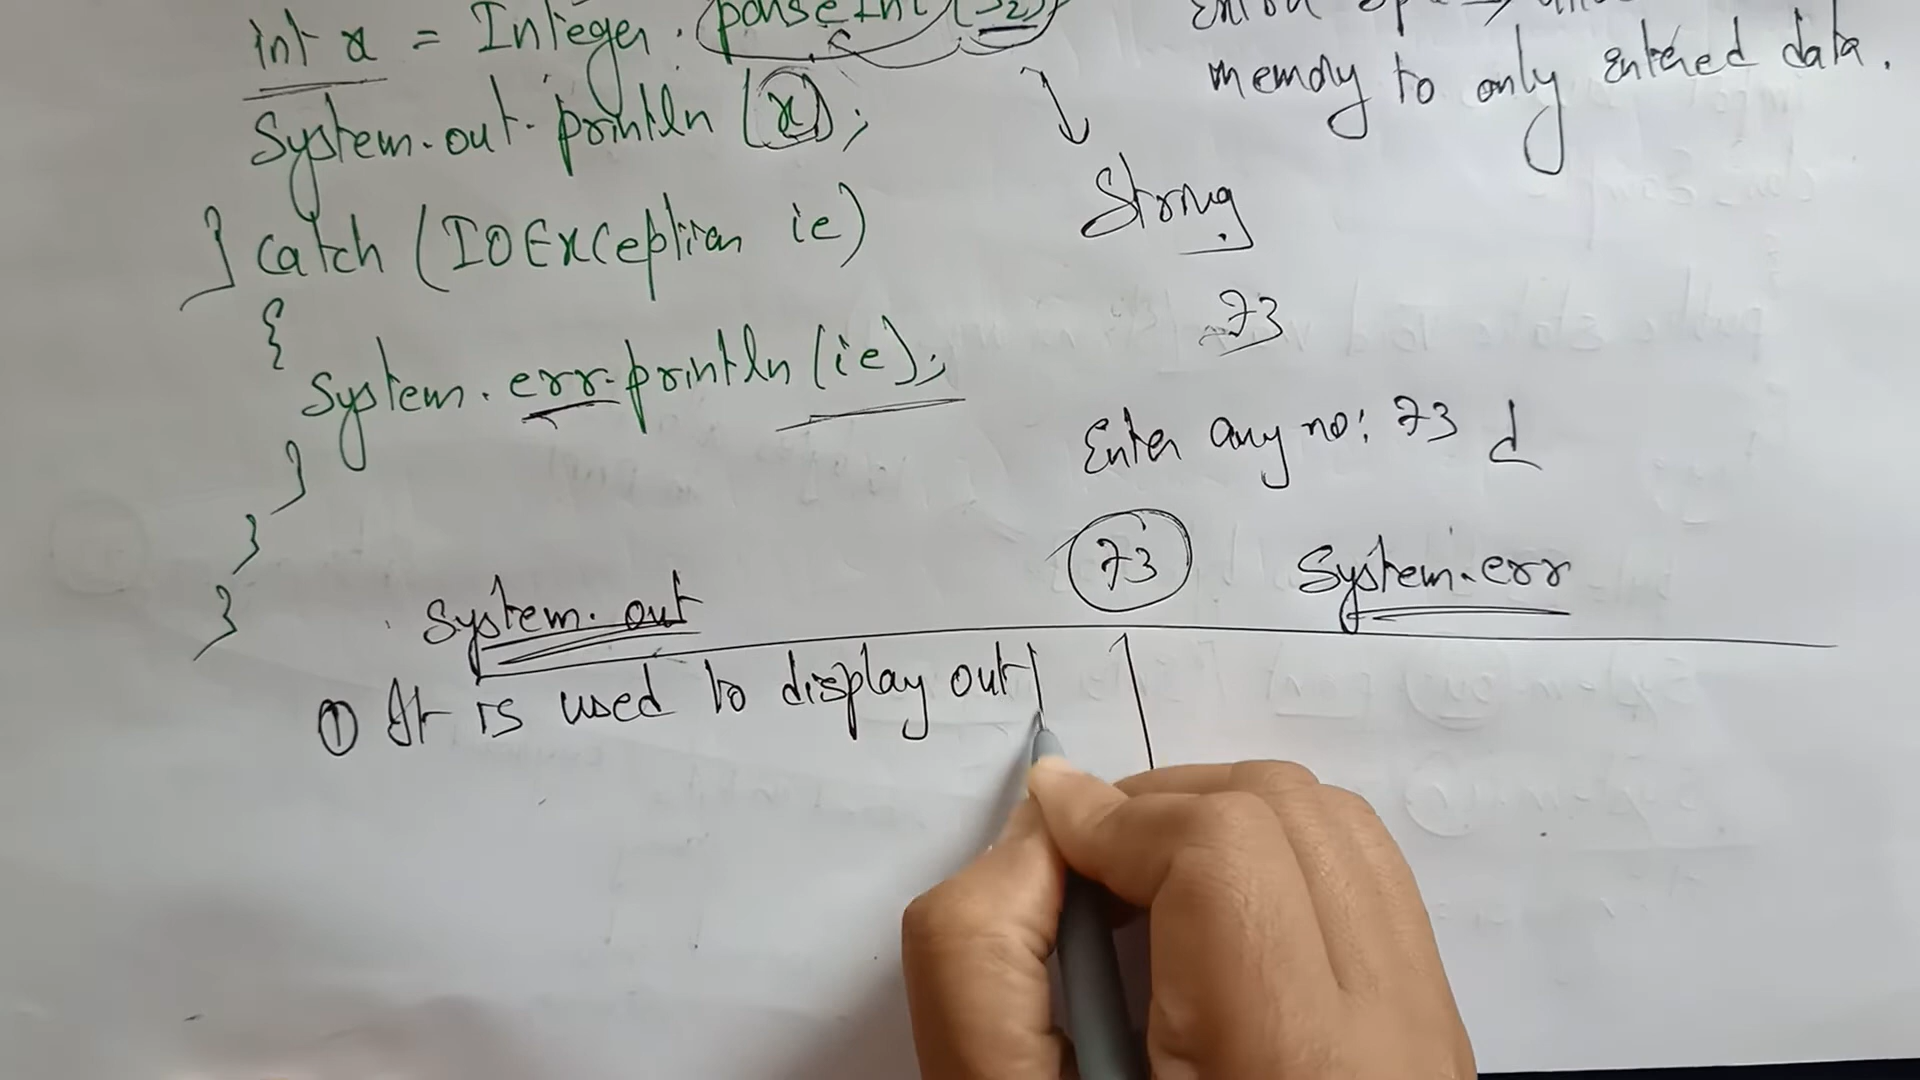 int x = Integer.parseInt(S2);
System.out.println(x);
} catch (IOException ie)
{
System.err.println(ie);
}
}
}
memory to only entered data.
String
73
Enter any no: 73
73
System.out
System.err
① It is used to display out